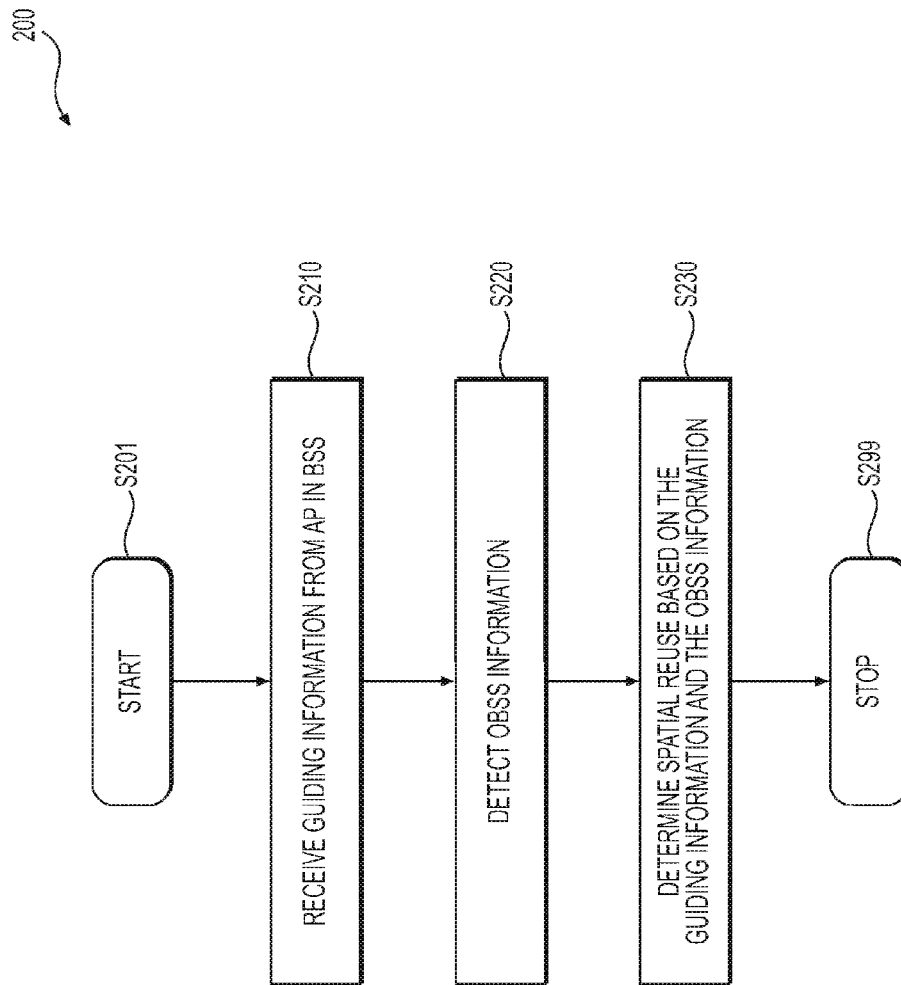 200
START
S201
RECEIVE GUIDING INFORMATION FROM AP IN BSS
S210
DETECT OBSS INFORMATION
S220
DETERMINE SPATIAL REUSE BASED ON THE
GUIDING INFORMATION AND THE OBSS INFORMATION
S230
STOP
S299